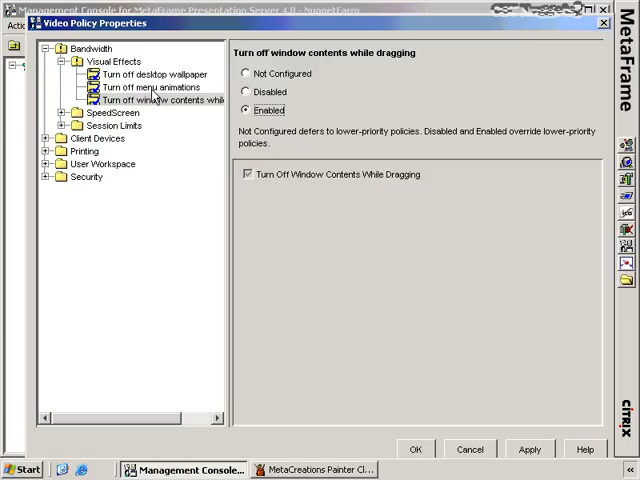 Management Console for MetaFrame Presentation Server 4.0 - NuggetFarm
Actio
Video Policy Properties
Bandwidth
Visual Effects
Turn off desktop wallpaper
Turn off menu animations
Turn off window contents whil
SpeedScreen
Session Limits
Client Devices
Printing
User Workspace
Security
Turn off window contents while dragging
Not Configured
Disabled
Enabled
Not Configured defers to lower-priority policies. Disabled and Enabled override lower-priority
policies.
Turn Off Window Contents While Dragging
OK
Cancel
Apply
Help
MetaFrame
CITRIX
Start
Management Console...
MetaCreations Painter Cl...